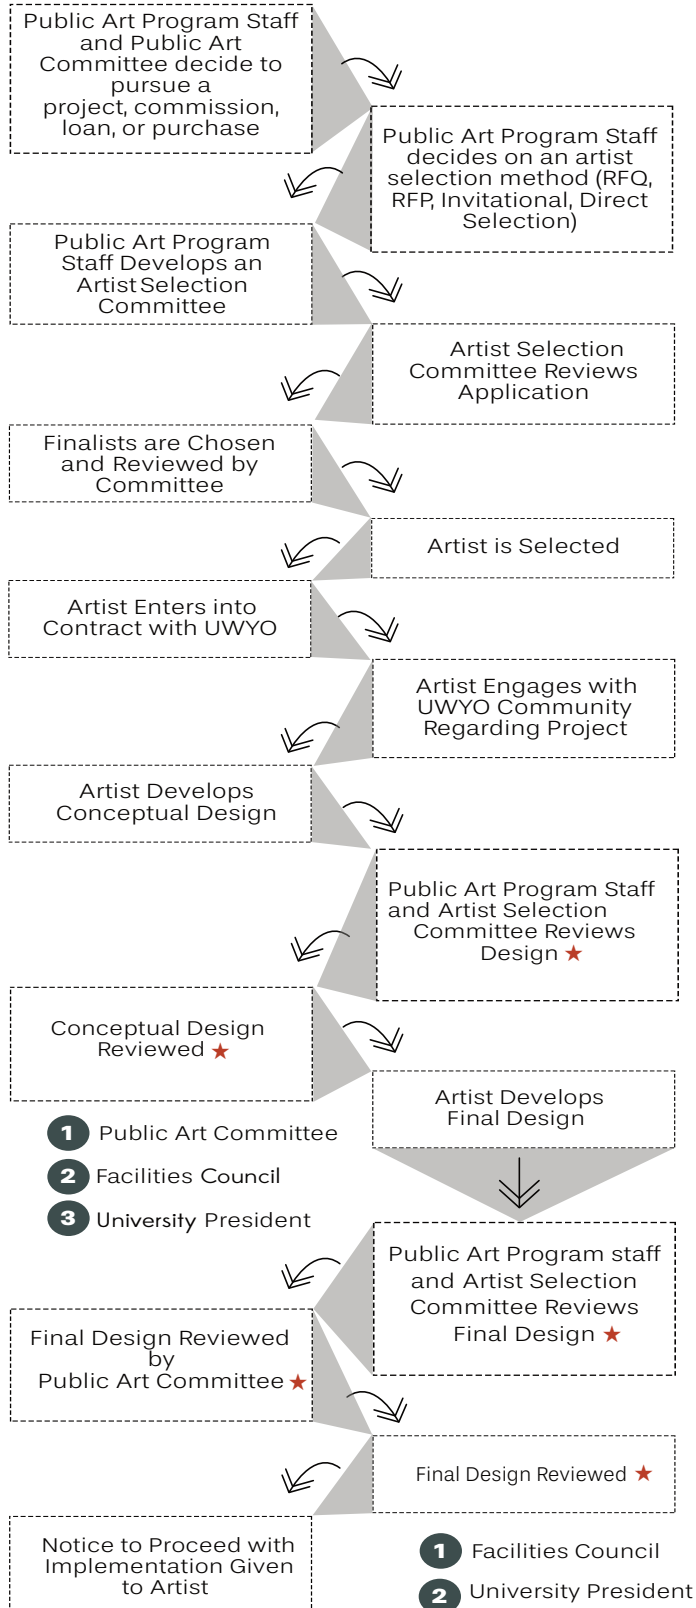 Public Art Program Staff
and Public Art
Committee decide to
pursue a
project, commission,
loan, or purchase
Public Art Program Staff
decides on an artist
selection method (RFQ,
RFP, Invitational, Direct
Selection)
Public Art Program
Staff Develops an
Artist Selection
Committee
Artist Selection
Committee Reviews
Application
Finalists are Chosen
and Reviewed by
Committee
Artist is Selected
Artist Enters into
Contract with UWYO
Artist Engages with
UWYO Community
Regarding Project
Artist Develops
Conceptual Design
Public Art Program Staff
and Artist Selection
Committee Reviews
Design ★
Conceptual Design
Reviewed ★
1 Public Art Committee
2 Facilities Council
3 University President
Artist Develops
Final Design
Public Art Program staff
and Artist Selection
Committee Reviews
Final Design ★
Final Design Reviewed
by
Public Art Committee ★
Final Design Reviewed ★
1 Facilities Council
2 University President
Notice to Proceed with
Implementation Given
to Artist